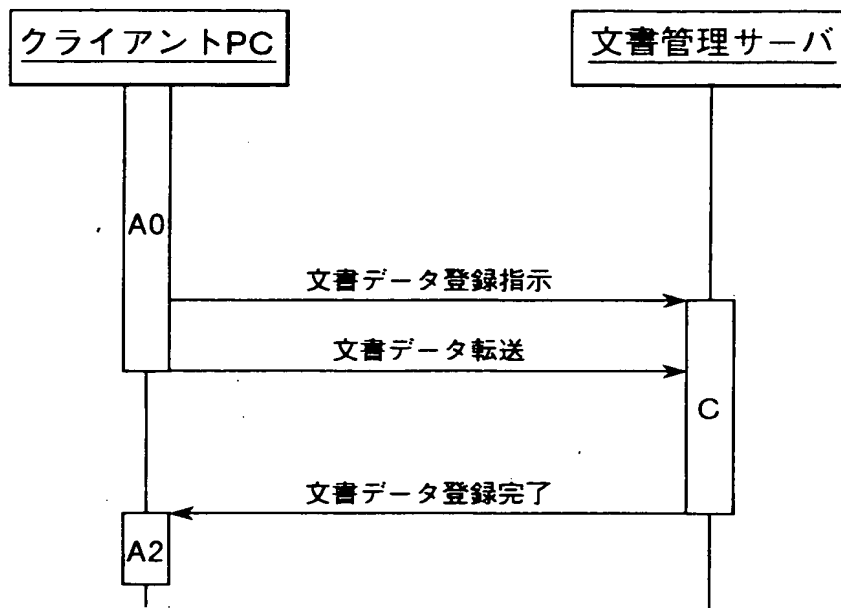 クライアントPC
文書管理サーバ
A0
文書データ登録指示
文書データ転送
C
文書データ登録完了
A2